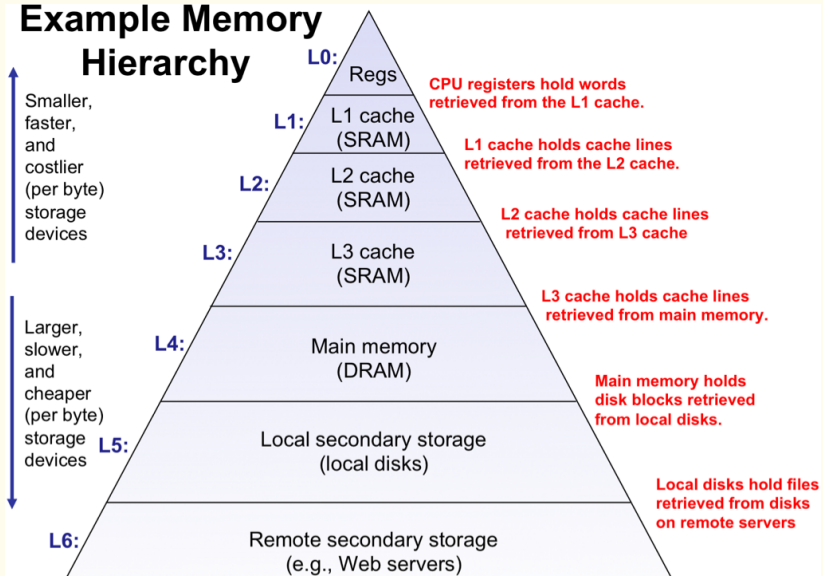 Example Memory
Hierarchy
Smaller,
faster,
and
costlier
(per byte)
storage
devices
Larger,
slower,
and
cheaper
(per byte)
storage
devices
L0:
Regs
CPU registers hold words
retrieved from the L1 cache.
L1:
L1 cache
(SRAM)
L1 cache holds cache lines
retrieved from the L2 cache.
L2:
L2 cache
(SRAM)
L2 cache holds cache lines
retrieved from L3 cache
L3:
L3 cache
(SRAM)
L3 cache holds cache lines
retrieved from main memory.
L4:
Main memory
(DRAM)
Main memory holds
disk blocks retrieved
from local disks.
L5:
Local secondary storage
(local disks)
Local disks hold files
retrieved from disks
on remote servers
L6:
Remote secondary storage
(e.g., Web servers)